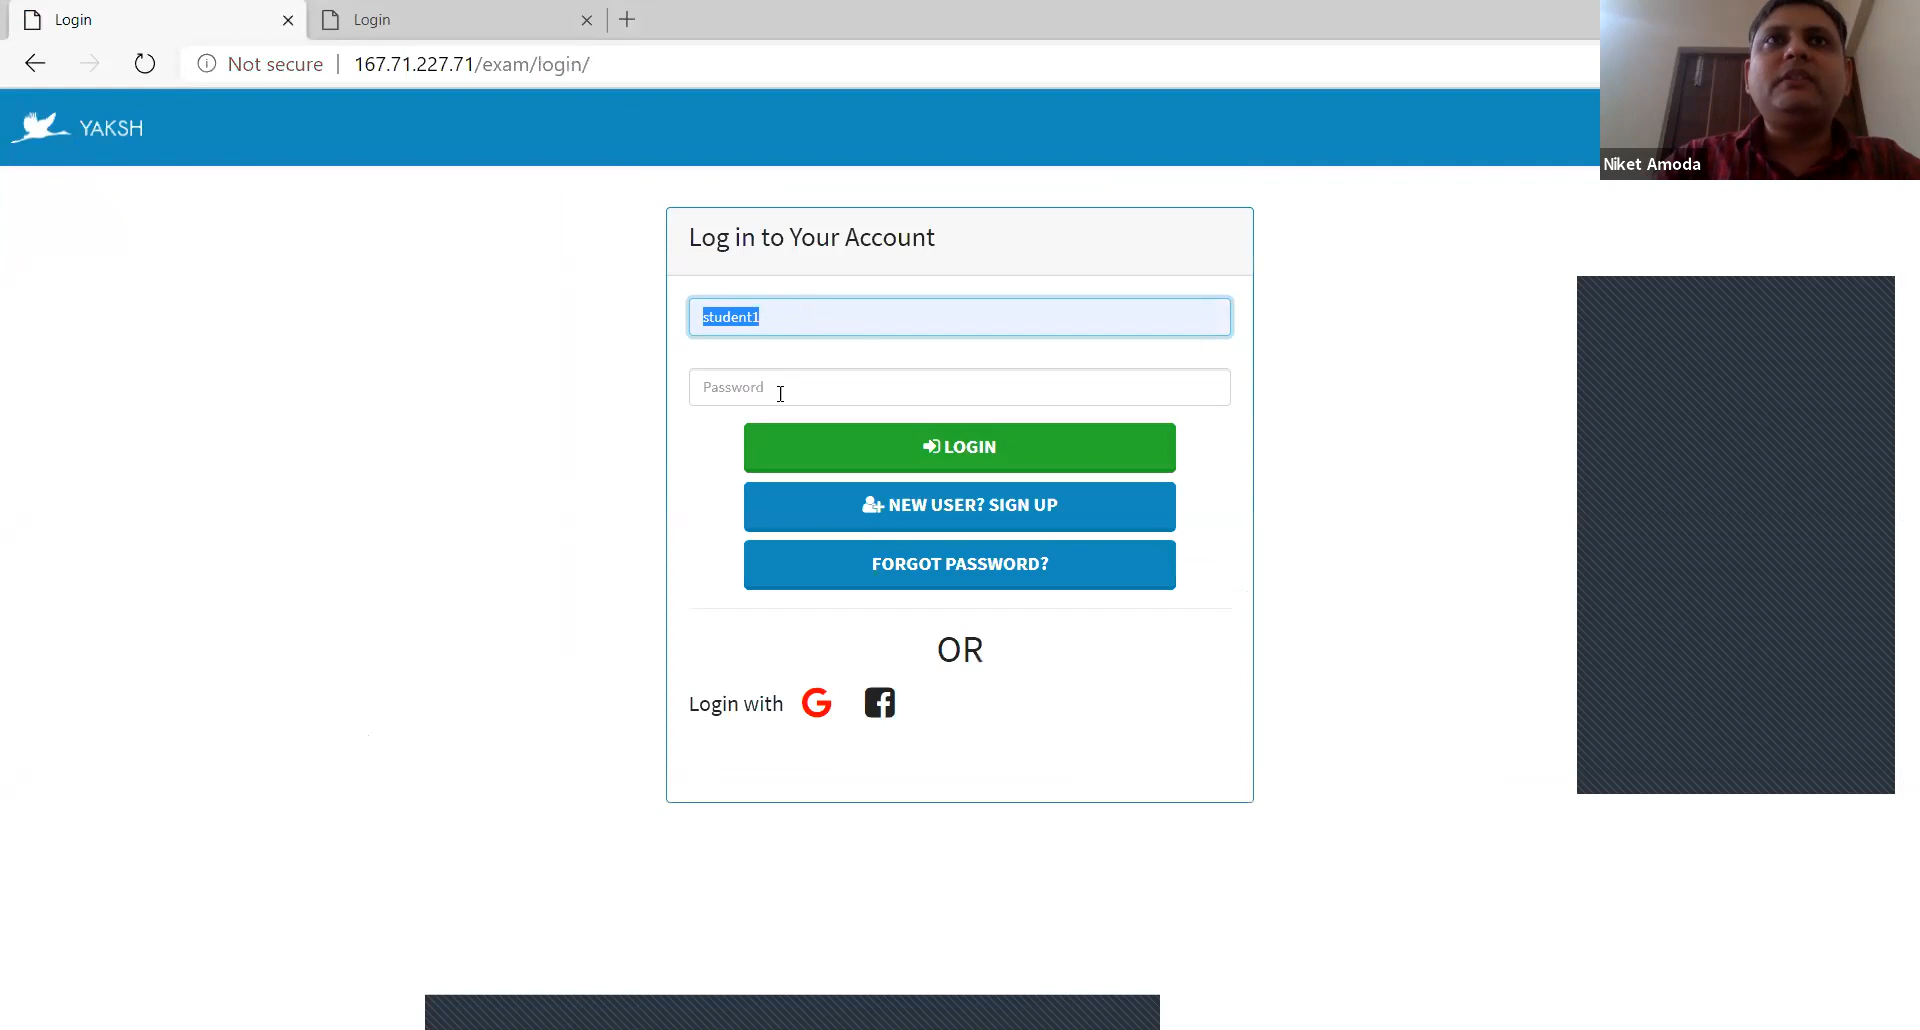 Login
Login
Not secure | 167.71.227.71/exam/login/
YAKSH
Niket Amoda
Log in to Your Account
student1
Password
LOGIN
NEW USER? SIGN UP
FORGOT PASSWORD?
OR
Login with